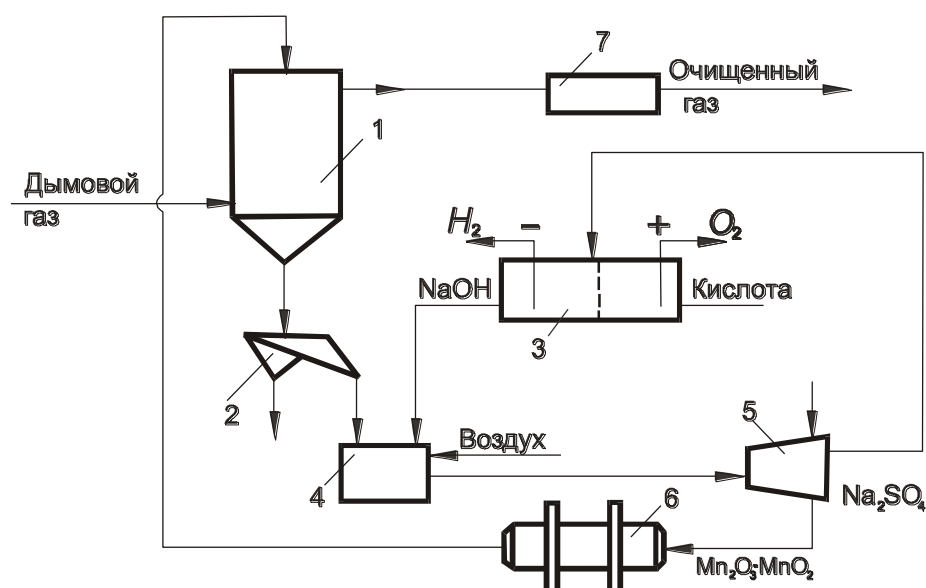 7
Очищенный
газ
1
Дымовой
газ
H₂
–
+
O₂
NaOH
Кислота
3
2
5
Воздух
4
6
Na₂SO₄
Mn₂O₃·MnO₂